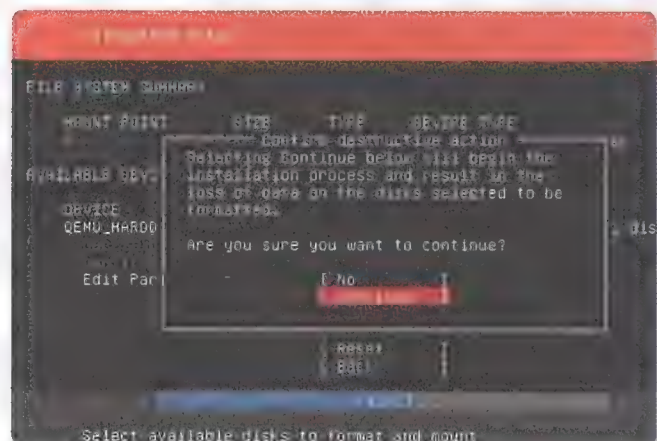 FILE SYSTEM SUMMARY
MOUNT POINT SIZE TYPE DEVICE TYPE
Confirm destructive action
Selecting Continue below will begin the
installation process and result in the
loss of data on the disks selected to be
formatted.
Are you sure you want to continue?
[ No ]
AVAILABLE DEVI
DEVICE
QEMU_HARDD
dis
Edit Par
[ Reset ]
[ Back ]
Select available disks to format and mount